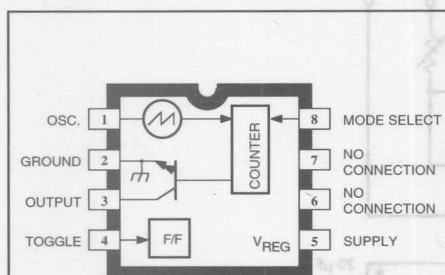 OSC.
1
GROUND
2
OUTPUT
3
TOGGLE
4
COUNTER
F/F
V REG
8
MODE SELECT
7
NO
CONNECTION
6
NO
CONNECTION
5
SUPPLY